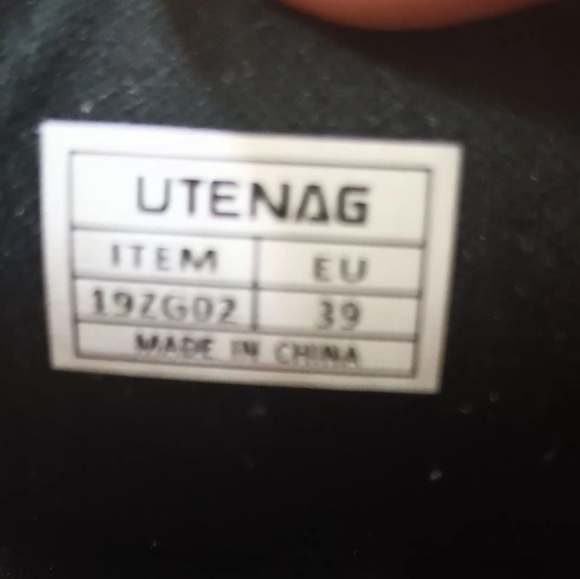 UTENAG
ITEM EU
19ZG02 39
MADE IN CHINA